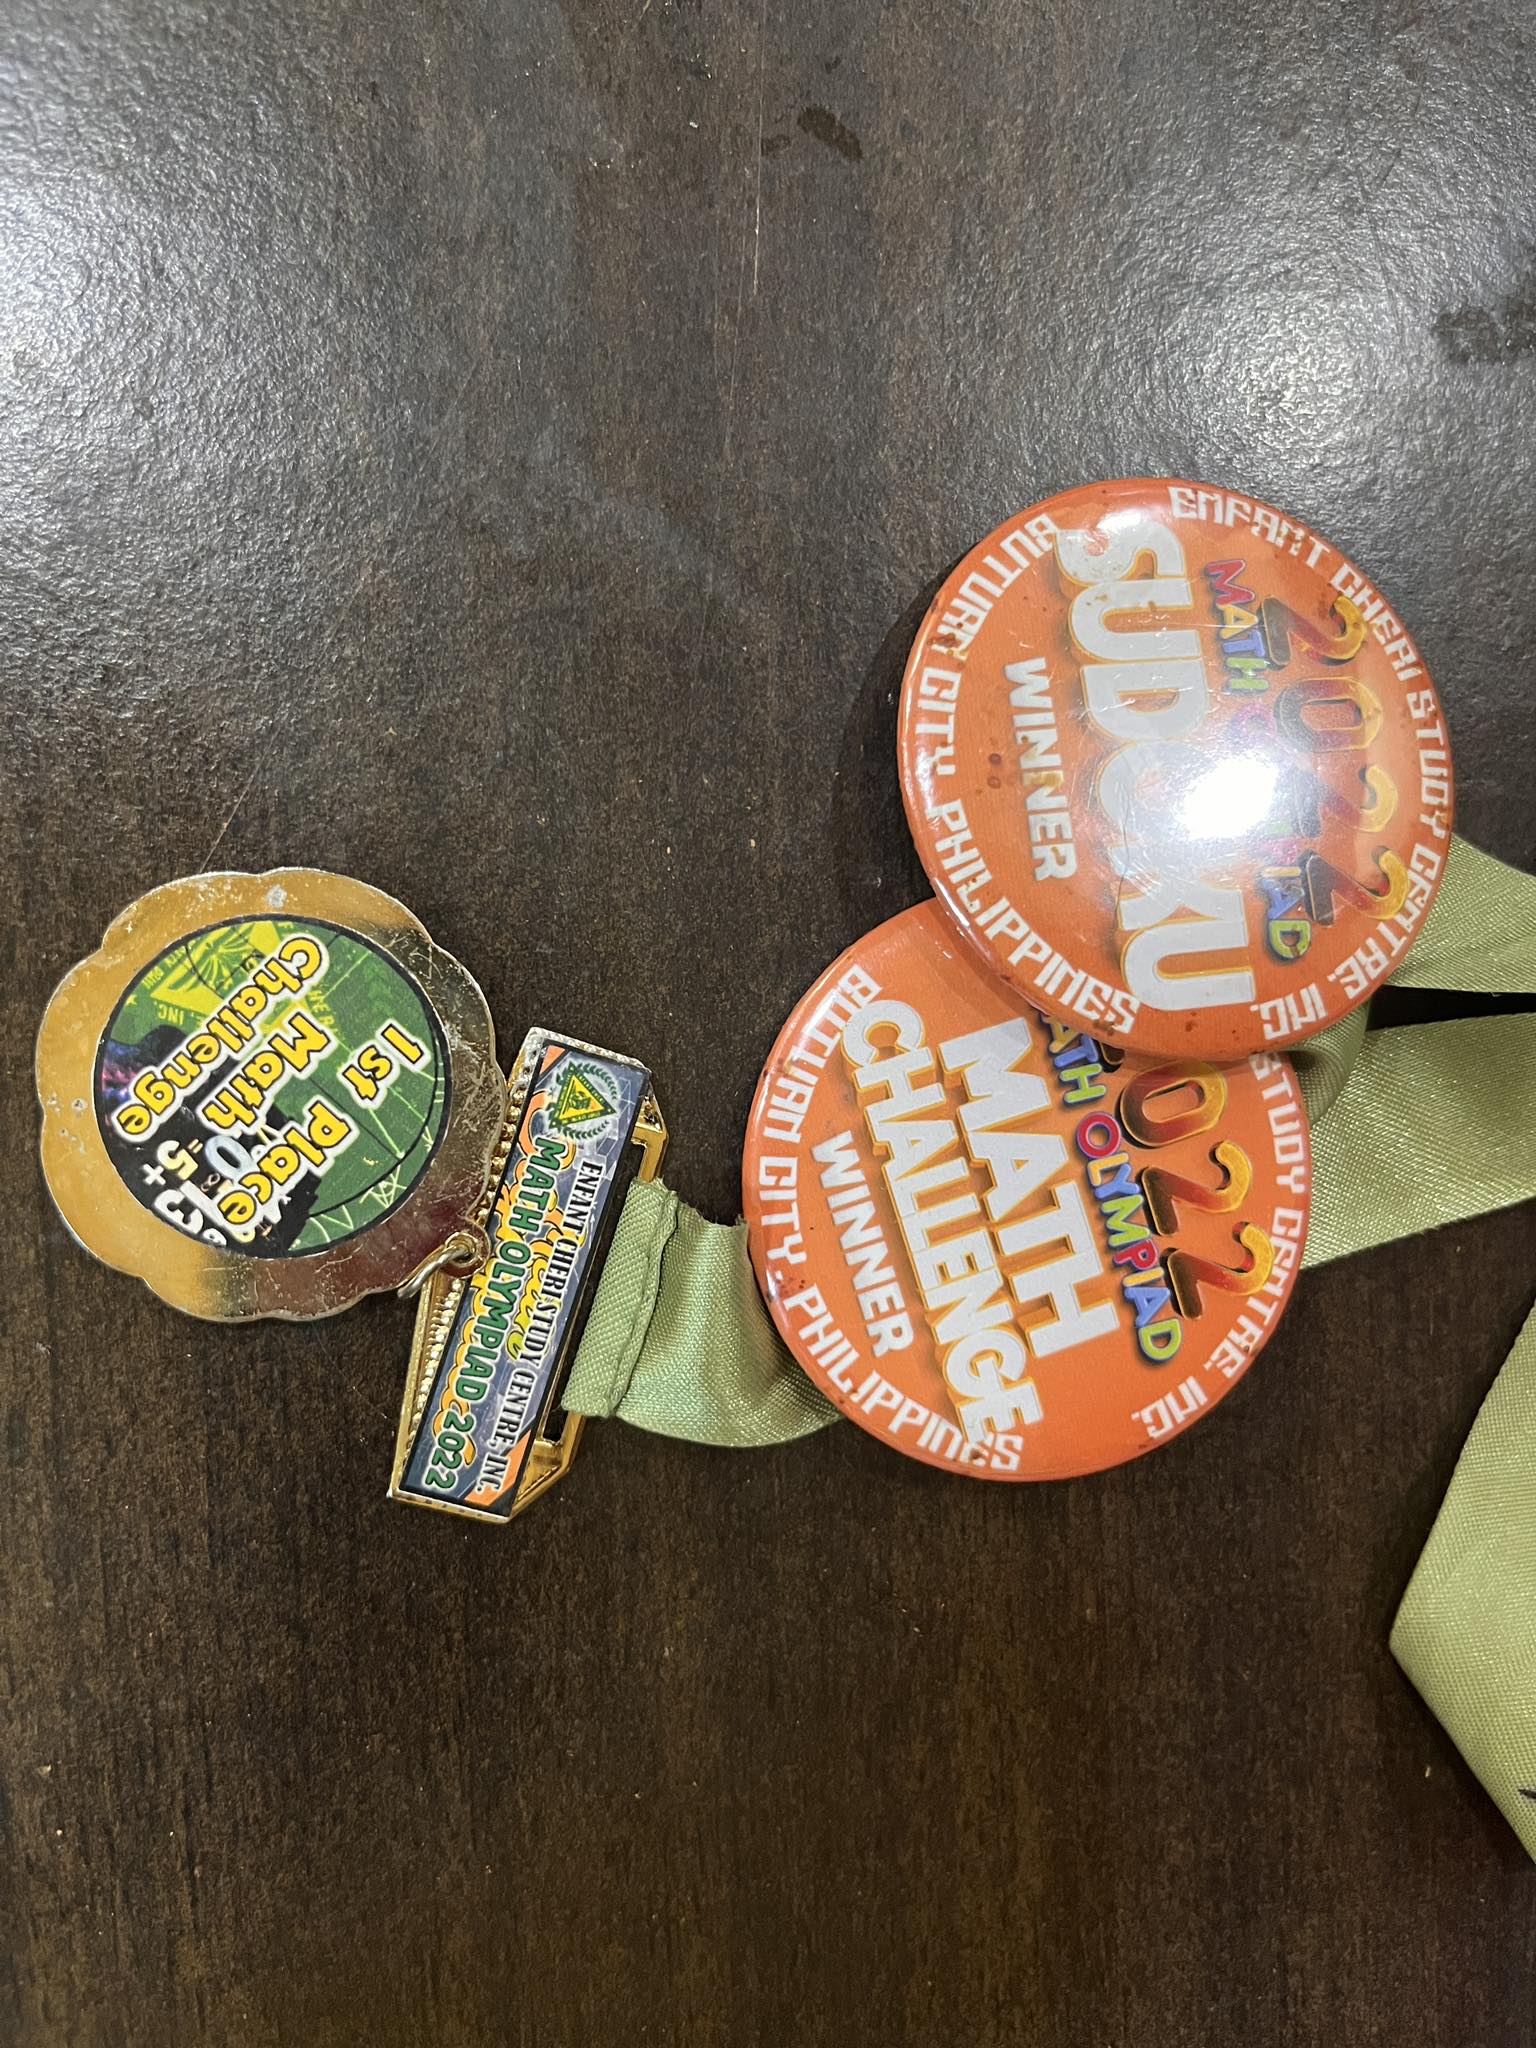 1st Place
Math
Challenge
ENFANT CHERI STUDY CENTRE, INC.
MATH OLYMPIAD 2022
ENFANT CHERI STUDY CENTRE, INC.
2022
MATH OLYMPIAD
SUDOKU
WINNER
BUTUAN CITY PHILIPPINES
STUDY CENTRE, INC.
2022
MATH OLYMPIAD
MATH
CHALLENGE
WINNER
BUTUAN CITY PHILIPPINES